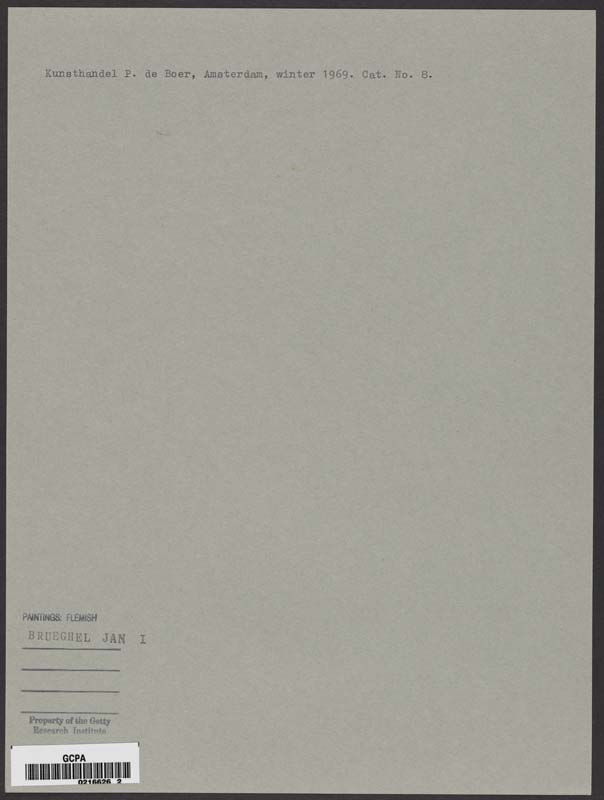 Kunsthandel P. de Boer, Amsterdam, winter 1969. Cat. No. 8.
PAINTINGS: FLEMISH
BRUEGHEL JAN I
Property of the Getty
Research Institute
GCPA
0216626 2